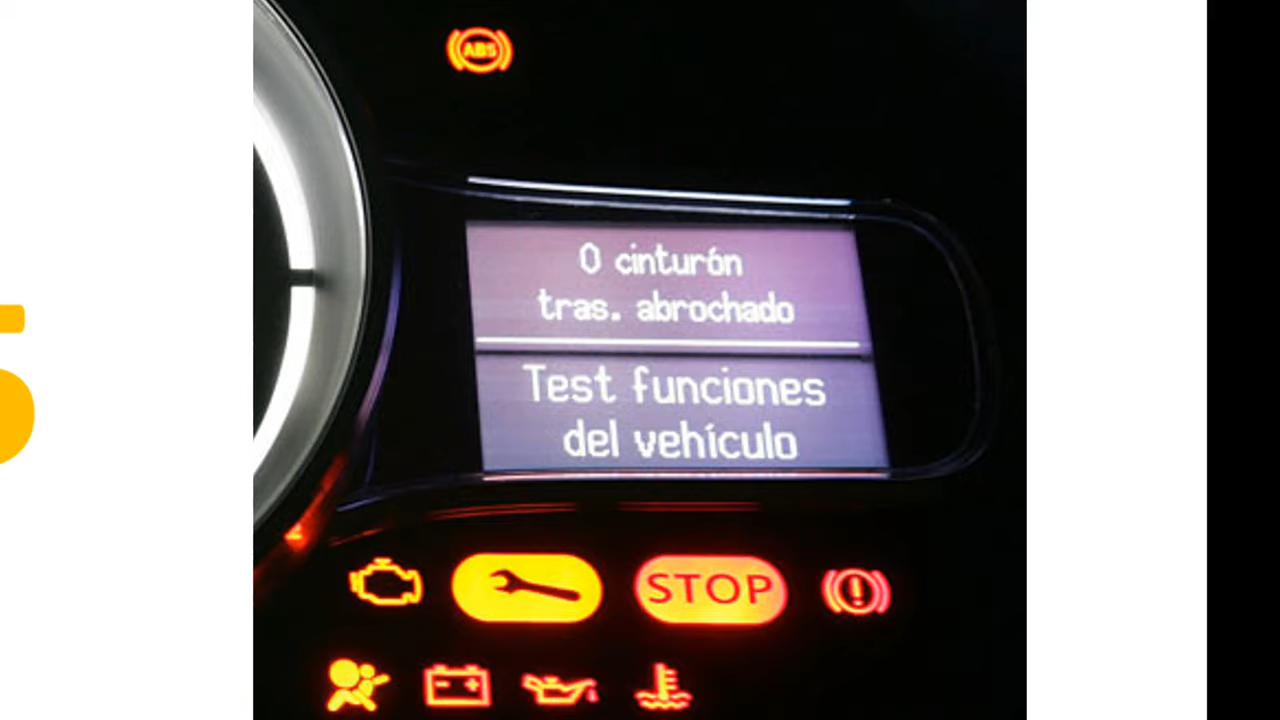 ABS
0 cinturón
tras. abrochado
Test funciones
del vehículo
STOP